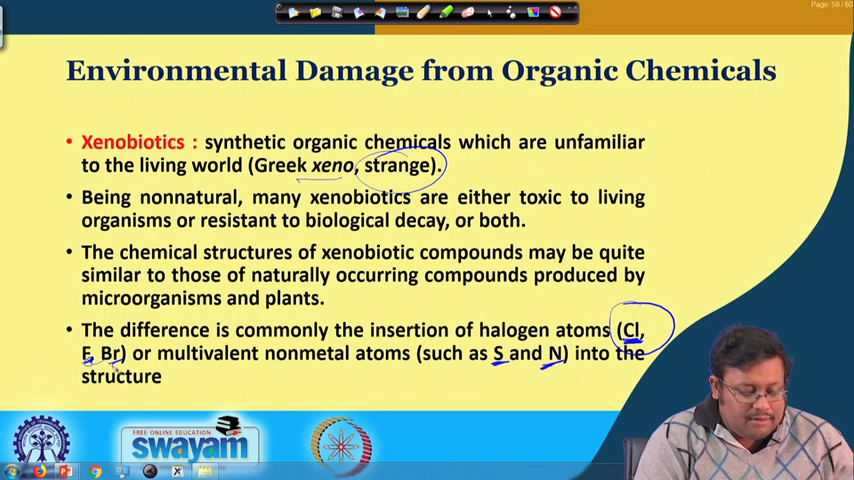 Page: 59 / 60
Environmental Damage from Organic Chemicals
• Xenobiotics : synthetic organic chemicals which are unfamiliar
to the living world (Greek xeno, strange).
• Being nonnatural, many xenobiotics are either toxic to living
organisms or resistant to biological decay, or both.
• The chemical structures of xenobiotic compounds may be quite
similar to those of naturally occurring compounds produced by
microorganisms and plants.
• The difference is commonly the insertion of halogen atoms (Cl,
F, Br) or multivalent nonmetal atoms (such as S and N) into the
structure
FREE ONLINE EDUCATION
swayam